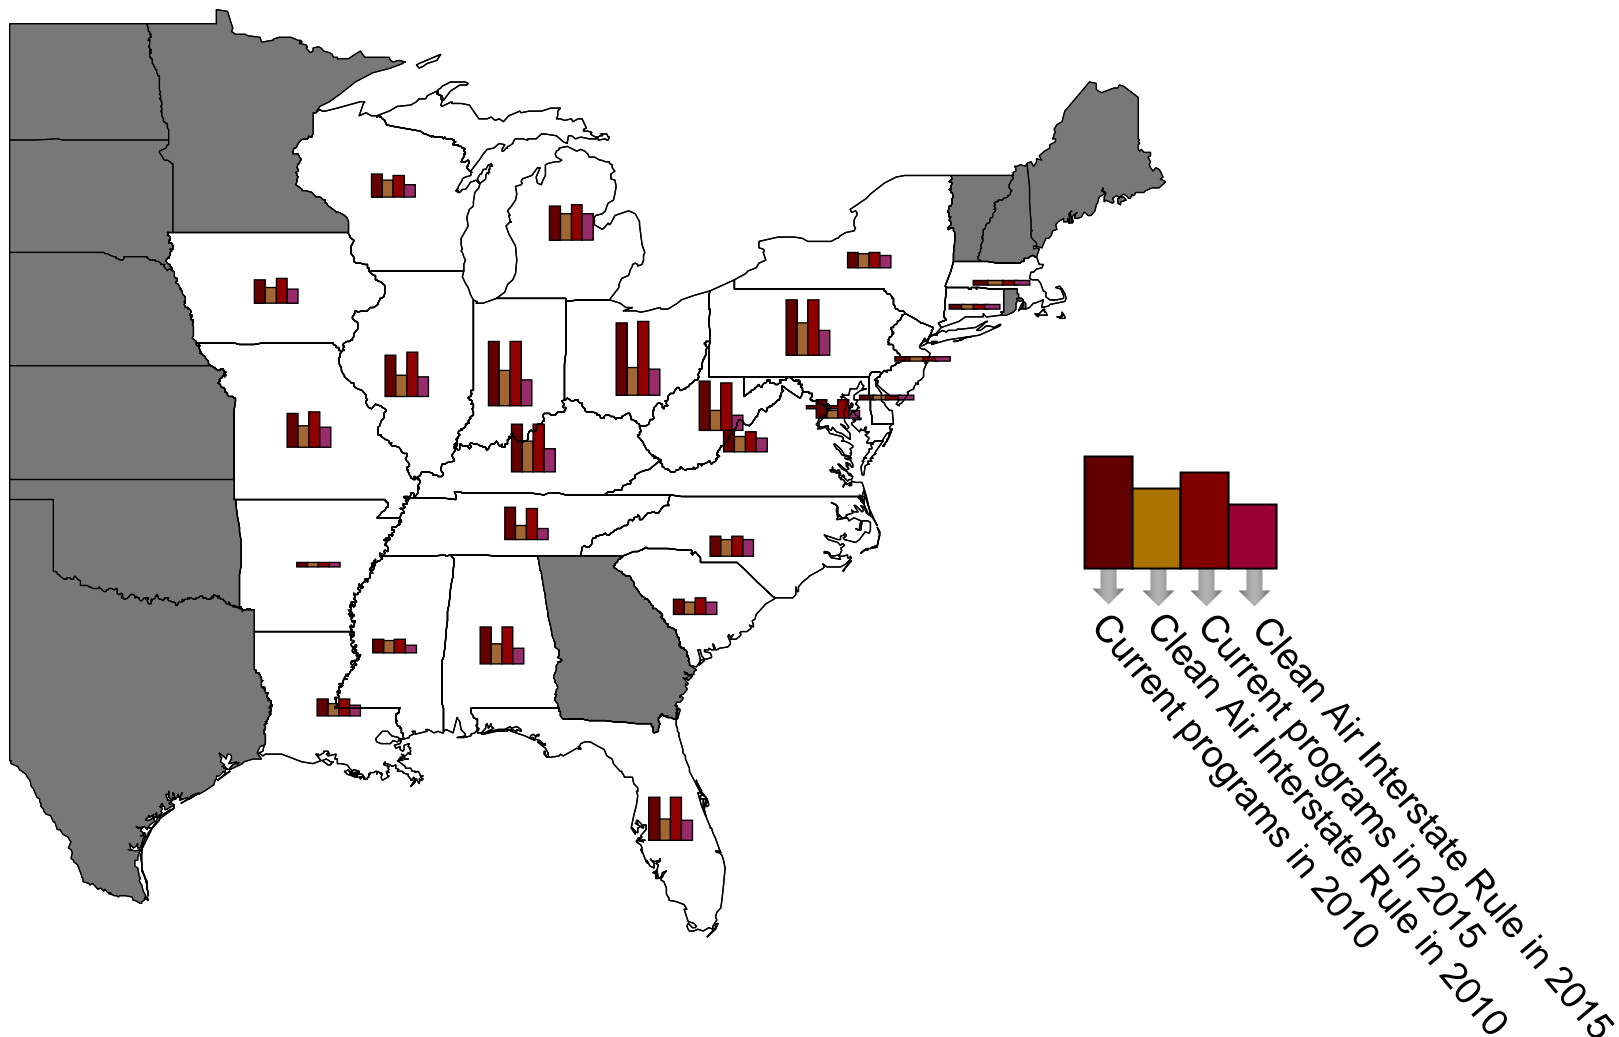 Current programs in 2010
Clean Air Interstate Rule in 2010
Current programs in 2015
Clean Air Interstate Rule in 2015